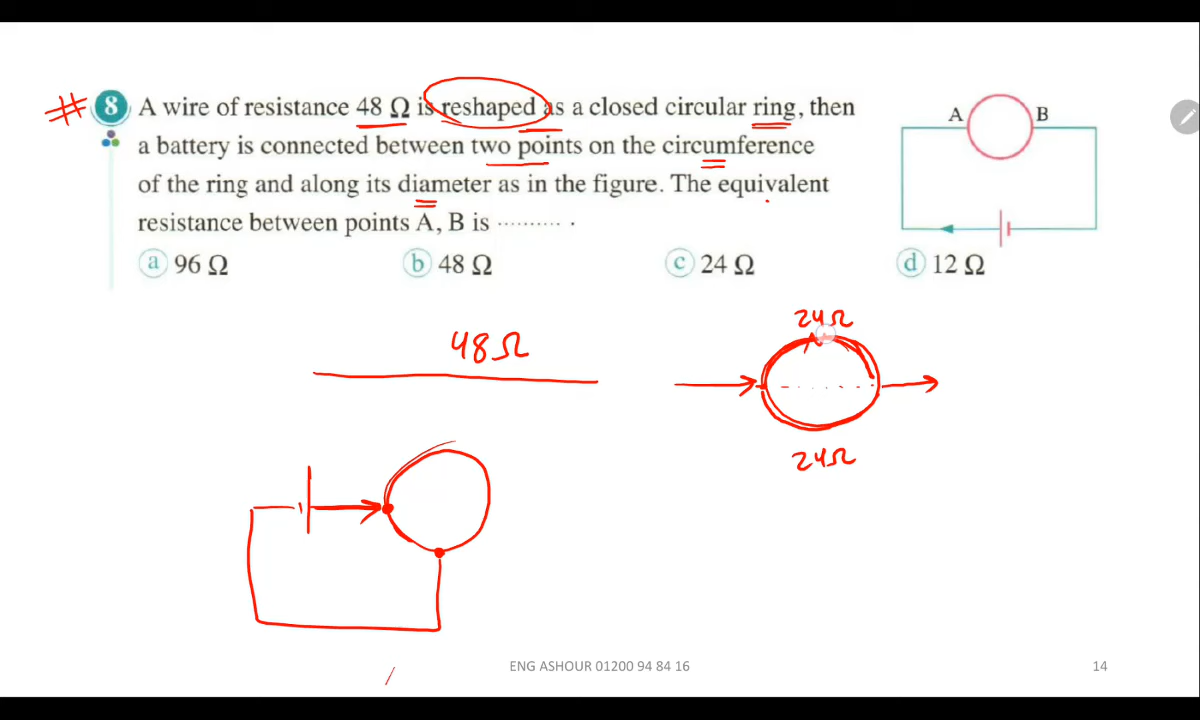 # 8 A wire of resistance 48 Ω is reshaped as a closed circular ring, then
a battery is connected between two points on the circumference
of the ring and along its diameter as in the figure. The equivalent
resistance between points A, B is ·········· .
a 96 Ω b 48 Ω c 24 Ω d 12 Ω
A B
48Ω
24Ω
24Ω
ENG ASHOUR 01200 94 84 16
14